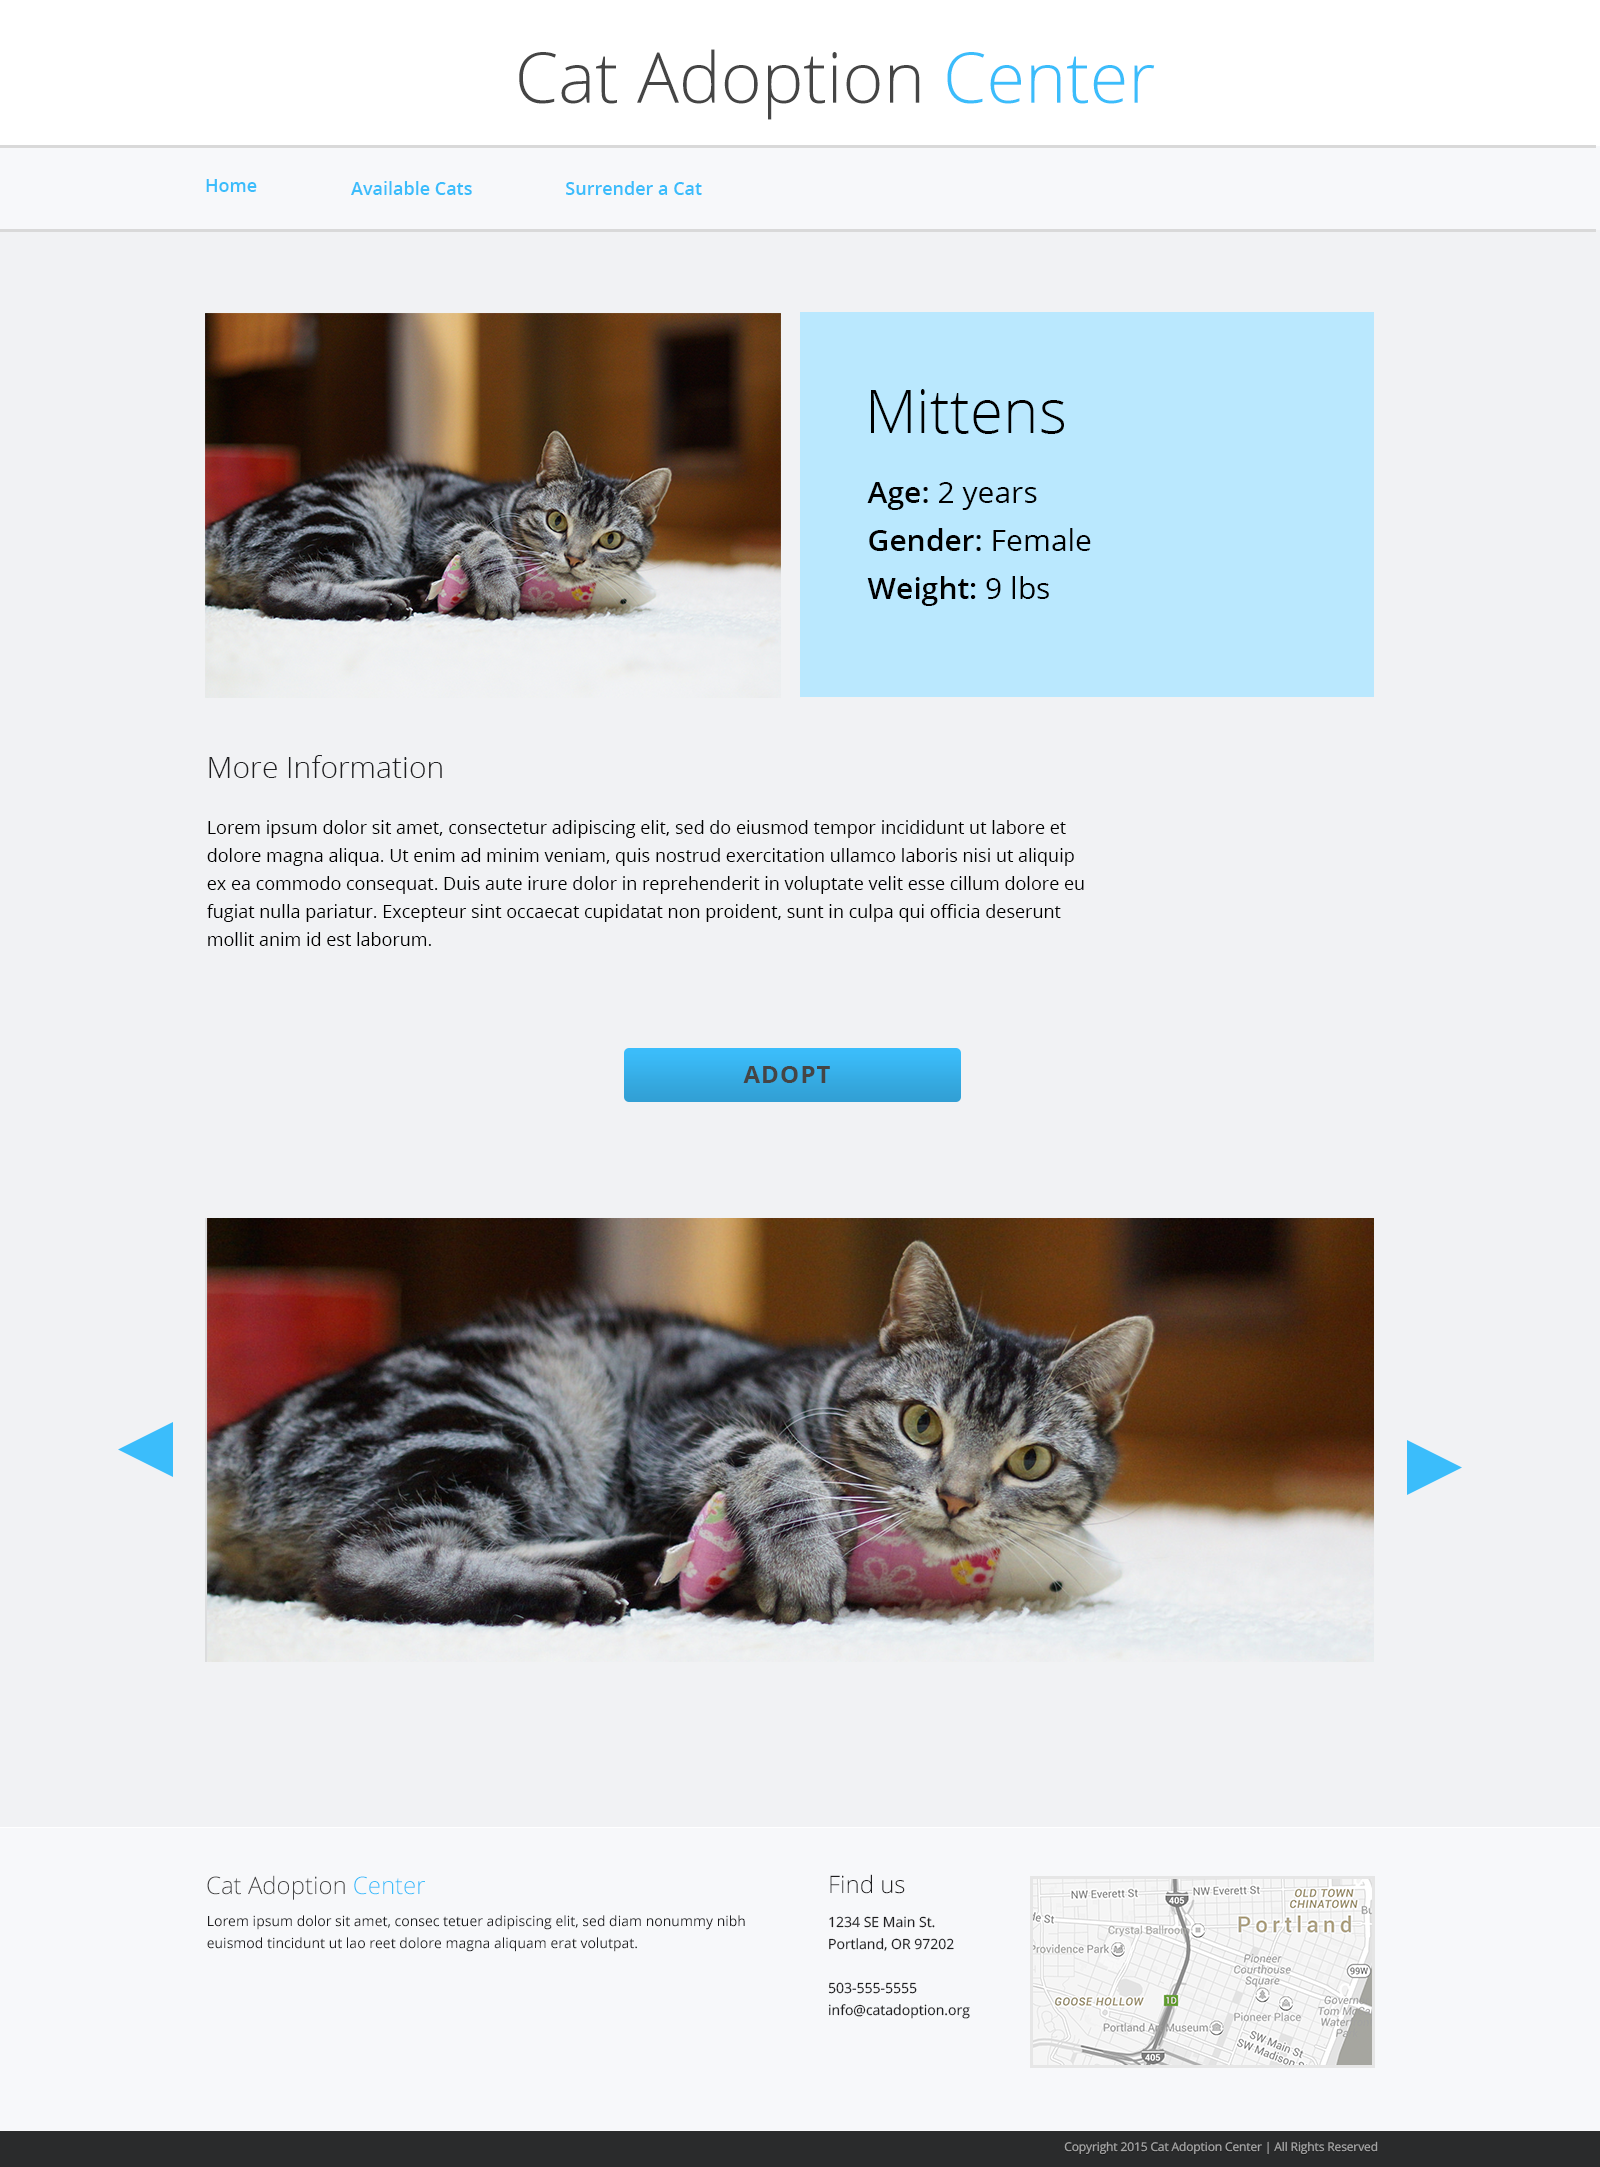 Cat Adoption Center
Home
Available Cats
Surrender a Cat
Mittens
Age: 2 years
Gender: Female
Weight: 9 lbs
More Information
Lorem ipsum dolor sit amet, consectetur adipiscing elit, sed do eiusmod tempor incididunt ut labore et
dolore magna aliqua. Ut enim ad minim veniam, quis nostrud exercitation ullamco laboris nisi ut aliquip
ex ea commodo consequat. Duis aute irure dolor in reprehenderit in voluptate velit esse cillum dolore eu
fugiat nulla pariatur. Excepteur sint occaecat cupidatat non proident, sunt in culpa qui officia deserunt
mollit anim id est laborum.
ADOPT
Cat Adoption Center
Lorem ipsum dolor sit amet, consec tetuer adipiscing elit, sed diam nonummy nibh
euismod tincidunt ut lao reet dolore magna aliquam erat volutpat.
Find us
1234 SE Main St.
Portland, OR 97202
503-555-5555
info@catadoption.org
NW Everett St
405
NW Everett St
OLD TOWN
CHINATOWN
Portland
Crystal Ballroom
Providence Park
Pioneer
Courthouse
Square
99W
GOOSE HOLLOW
1D
Pioneer Place
Portland Art Museum
SW Main St
SW Madison S
405
Copyright 2015 Cat Adoption Center | All Rights Reserved